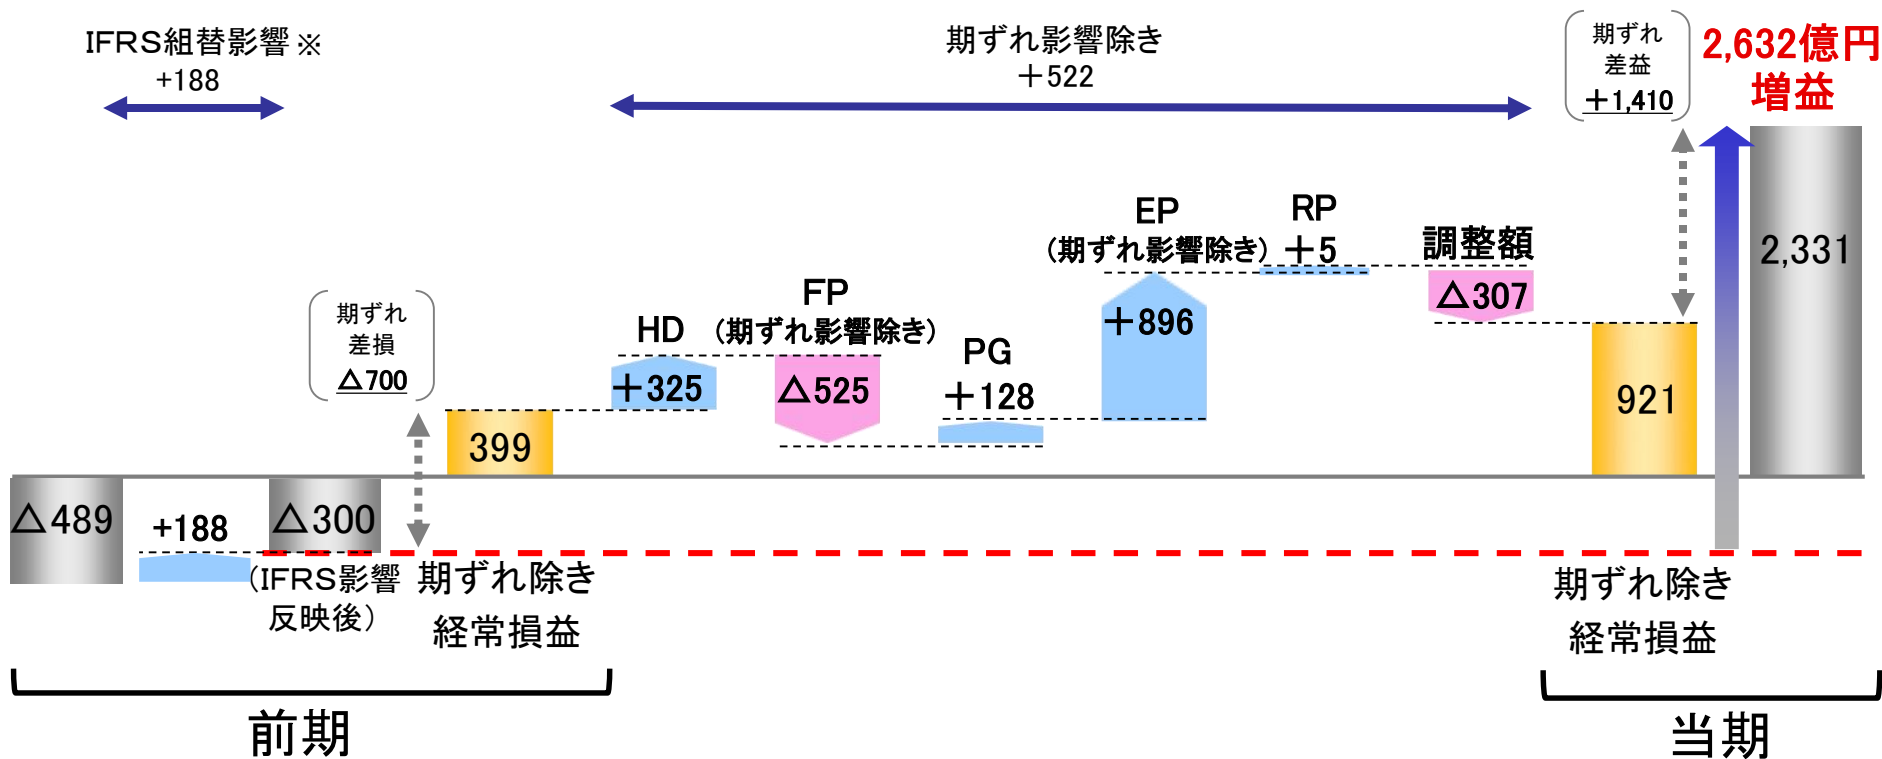 IFRS組替影響※
+188
期ずれ影響除き
＋522
期ずれ
差益
＋1,410
2,632億円
増益
期ずれ
差損
△700
HD
＋325
FP
(期ずれ影響除き)
△525
PG
＋128
EP
(期ずれ影響除き)
＋896
RP
＋5
調整額
△307
2,331
399
921
△489
+188
△300
(IFRS影響
反映後)
期ずれ除き
経常損益
期ずれ除き
経常損益
前期
当期